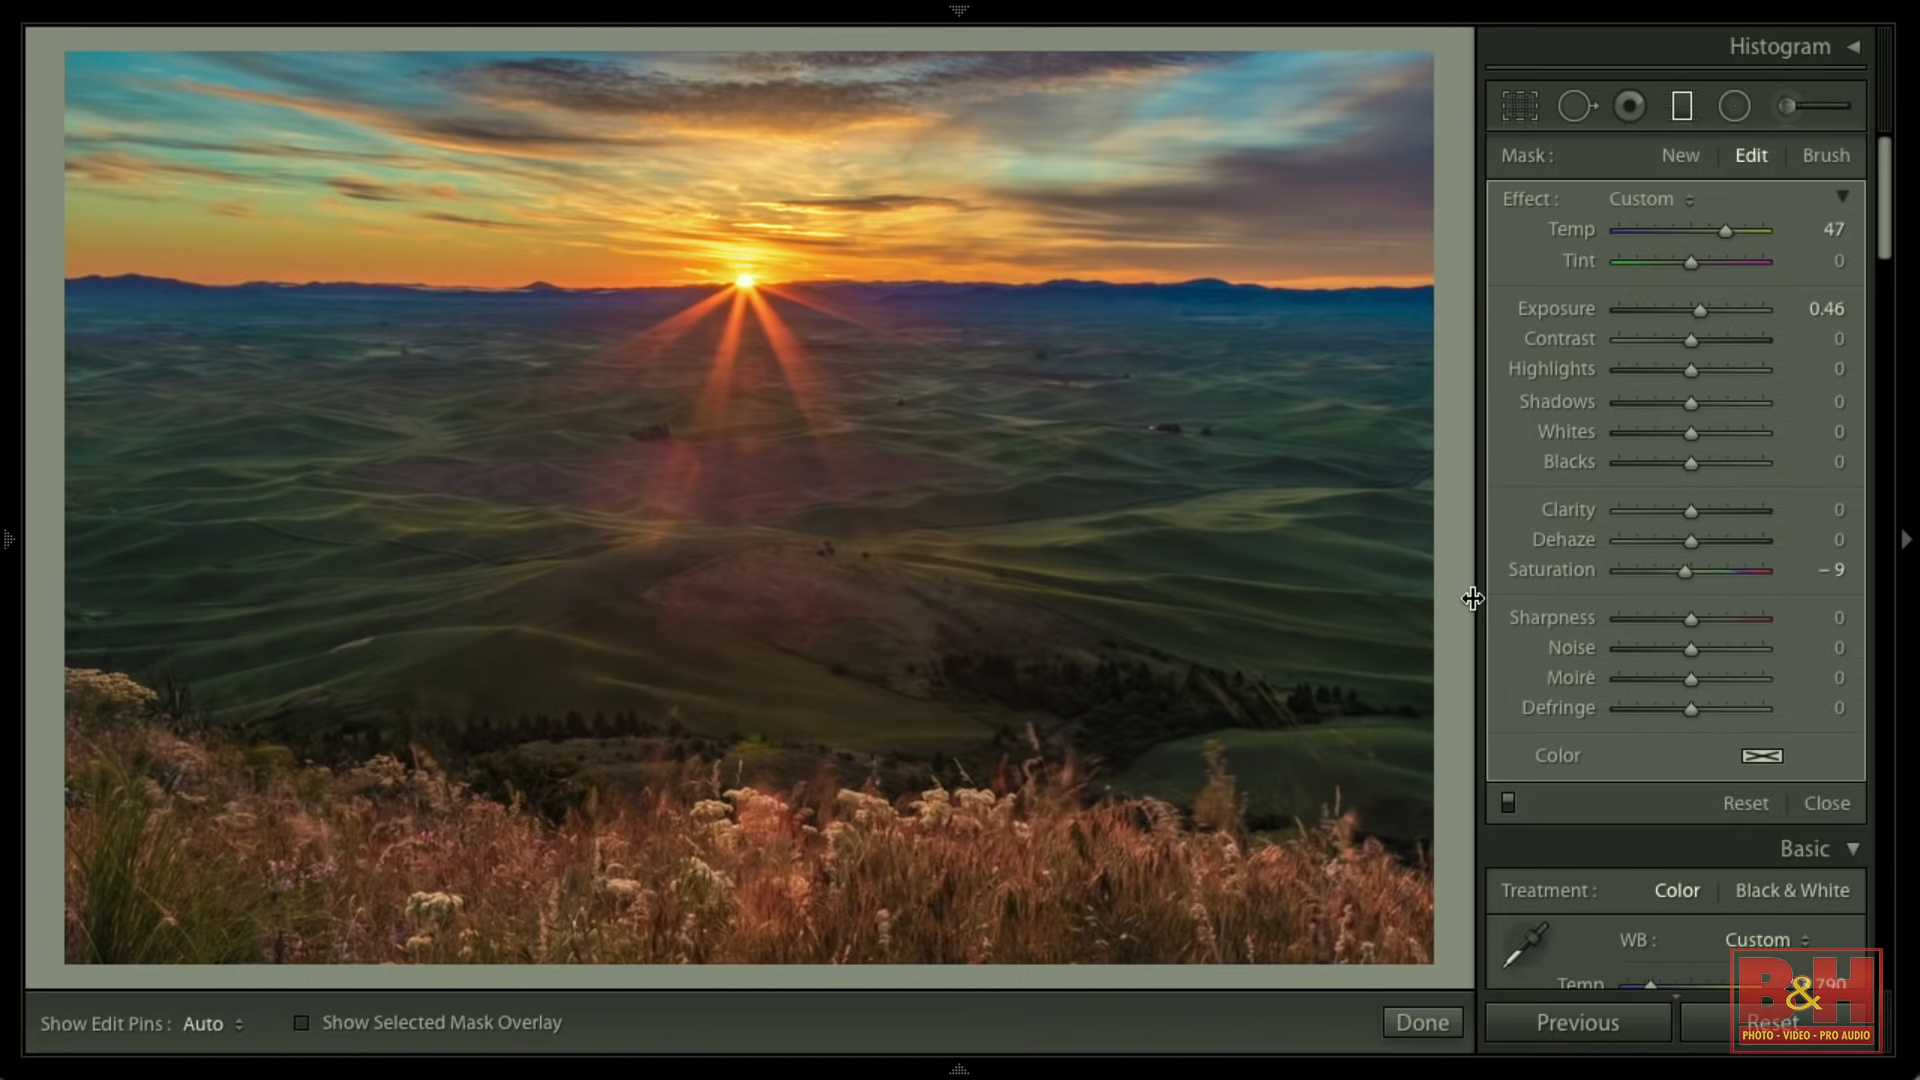 Histogram
Mask : New Edit Brush
Effect : Custom
Temp 47
Tint 0
Exposure 0.46
Contrast 0
Highlights 0
Shadows 0
Whites 0
Blacks 0
Clarity 0
Dehaze 0
Saturation – 9
Sharpness 0
Noise 0
Moirè 0
Defringe 0
Color
Reset Close
Basic
Treatment : Color Black & White
WB : Custom
Temp
Show Edit Pins : Auto Show Selected Mask Overlay Done Previous Reset
B&H
PHOTO - VIDEO - PRO AUDIO